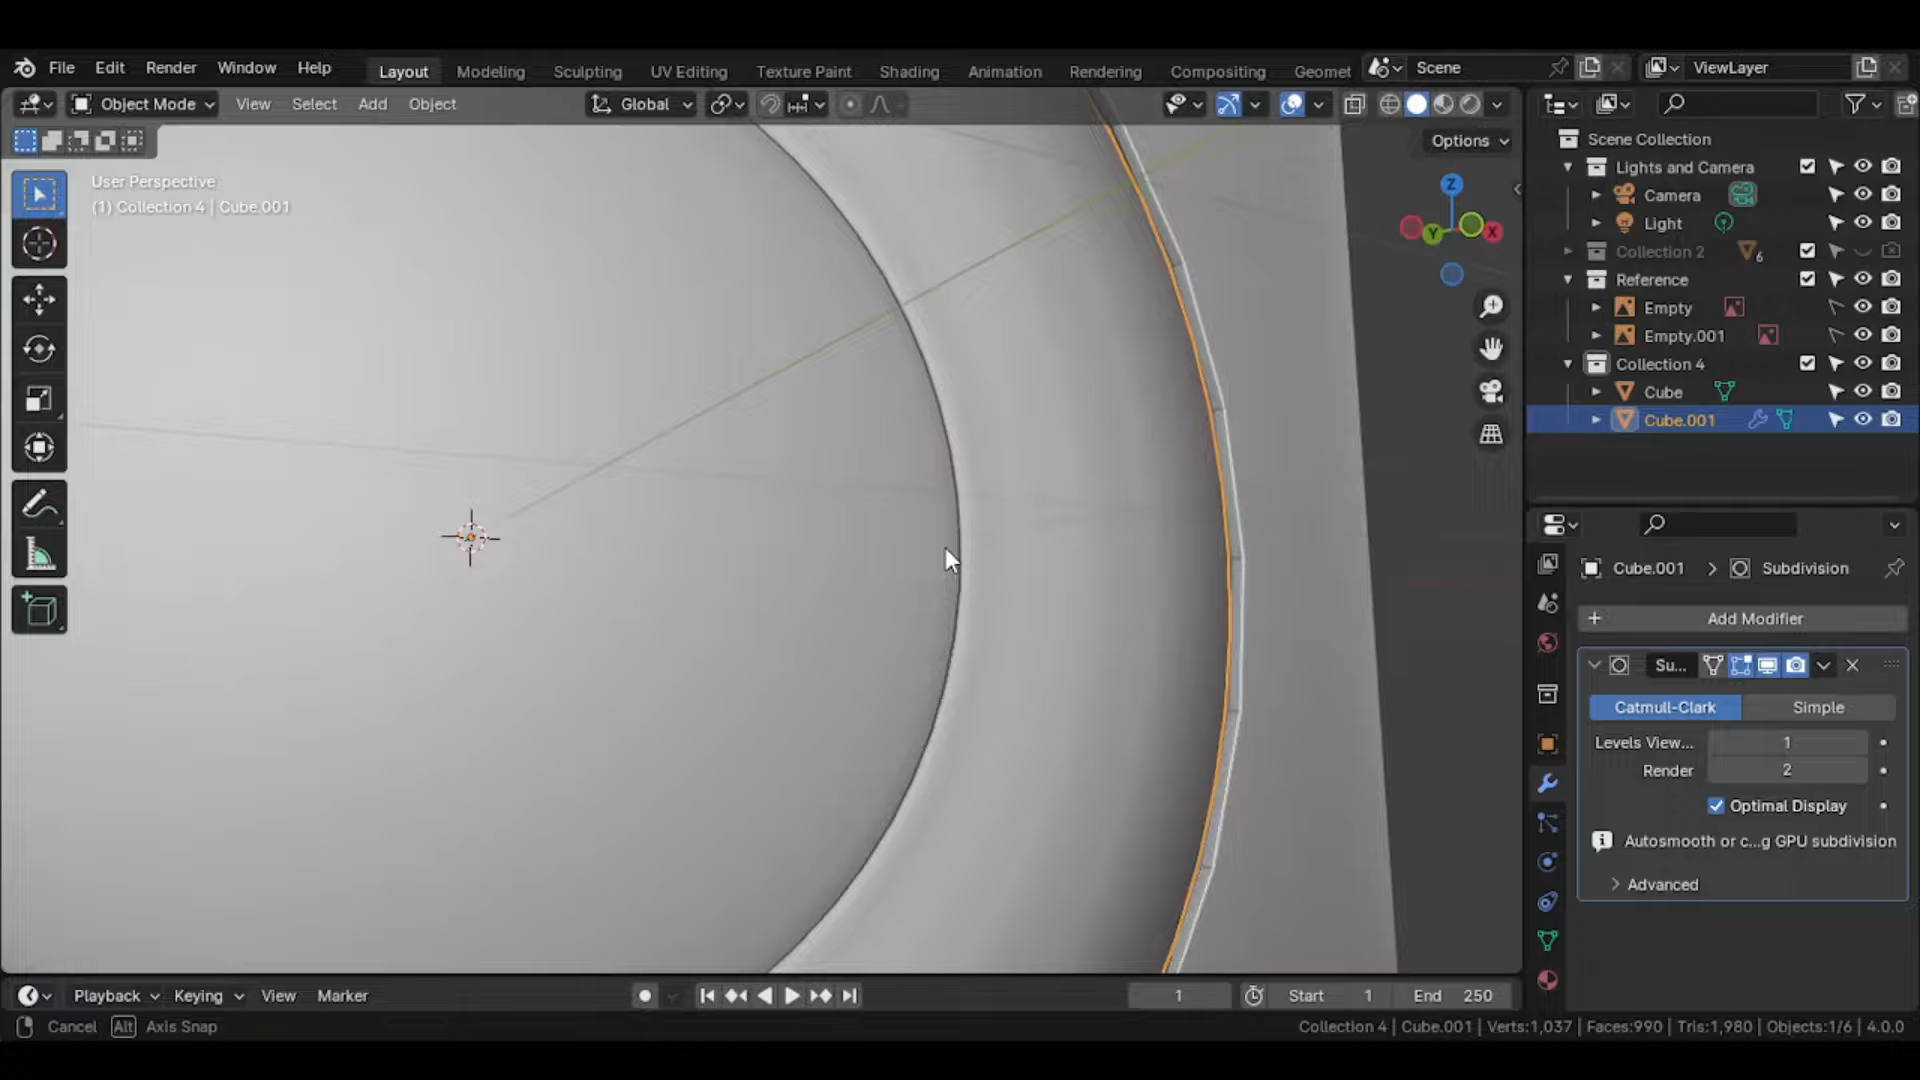 File Edit Render Window Help Layout Modeling Sculpting UV Editing Texture Paint Shading Animation Rendering Compositing Geomet Scene ViewLayer
Object Mode View Select Add Object Global
Options
User Perspective
(1) Collection 4 | Cube.001
Z
Y
X
Scene Collection
Lights and Camera
Camera
Light
Collection 2 6
Reference
Empty
Empty.001
Collection 4
Cube
Cube.001
Cube.001 > Subdivision
+ Add Modifier
Su...
Catmull-Clark Simple
Levels View... 1
Render 2
Optimal Display
Autosmooth or c...g GPU subdivision
Advanced
Playback Keying View Marker 1 Start 1 End 250
Cancel Alt Axis Snap
Collection 4 | Cube.001 | Verts:1,037 | Faces:990 | Tris:1,980 | Objects:1/6 | 4.0.0